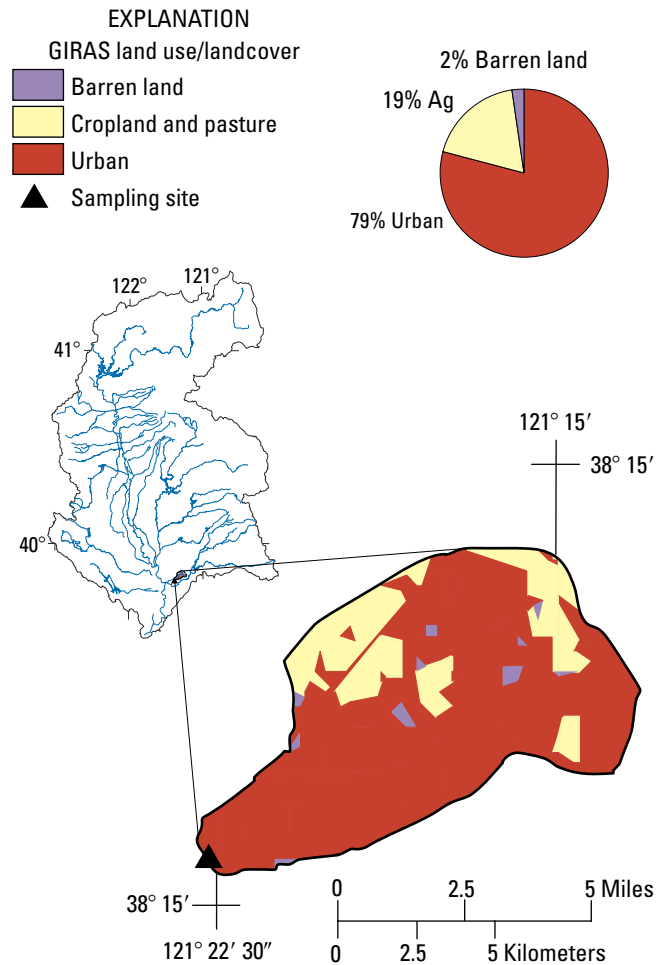 EXPLANATION
GIRAS land use/landcover
Barren land
Cropland and pasture
Urban
Sampling site
2% Barren land
19% Ag
79% Urban
122°
121°
41°
40°
121° 15′
38° 15′
38° 15′
121° 22′ 30″
0 2.5 5 Miles
0 2.5 5 Kilometers